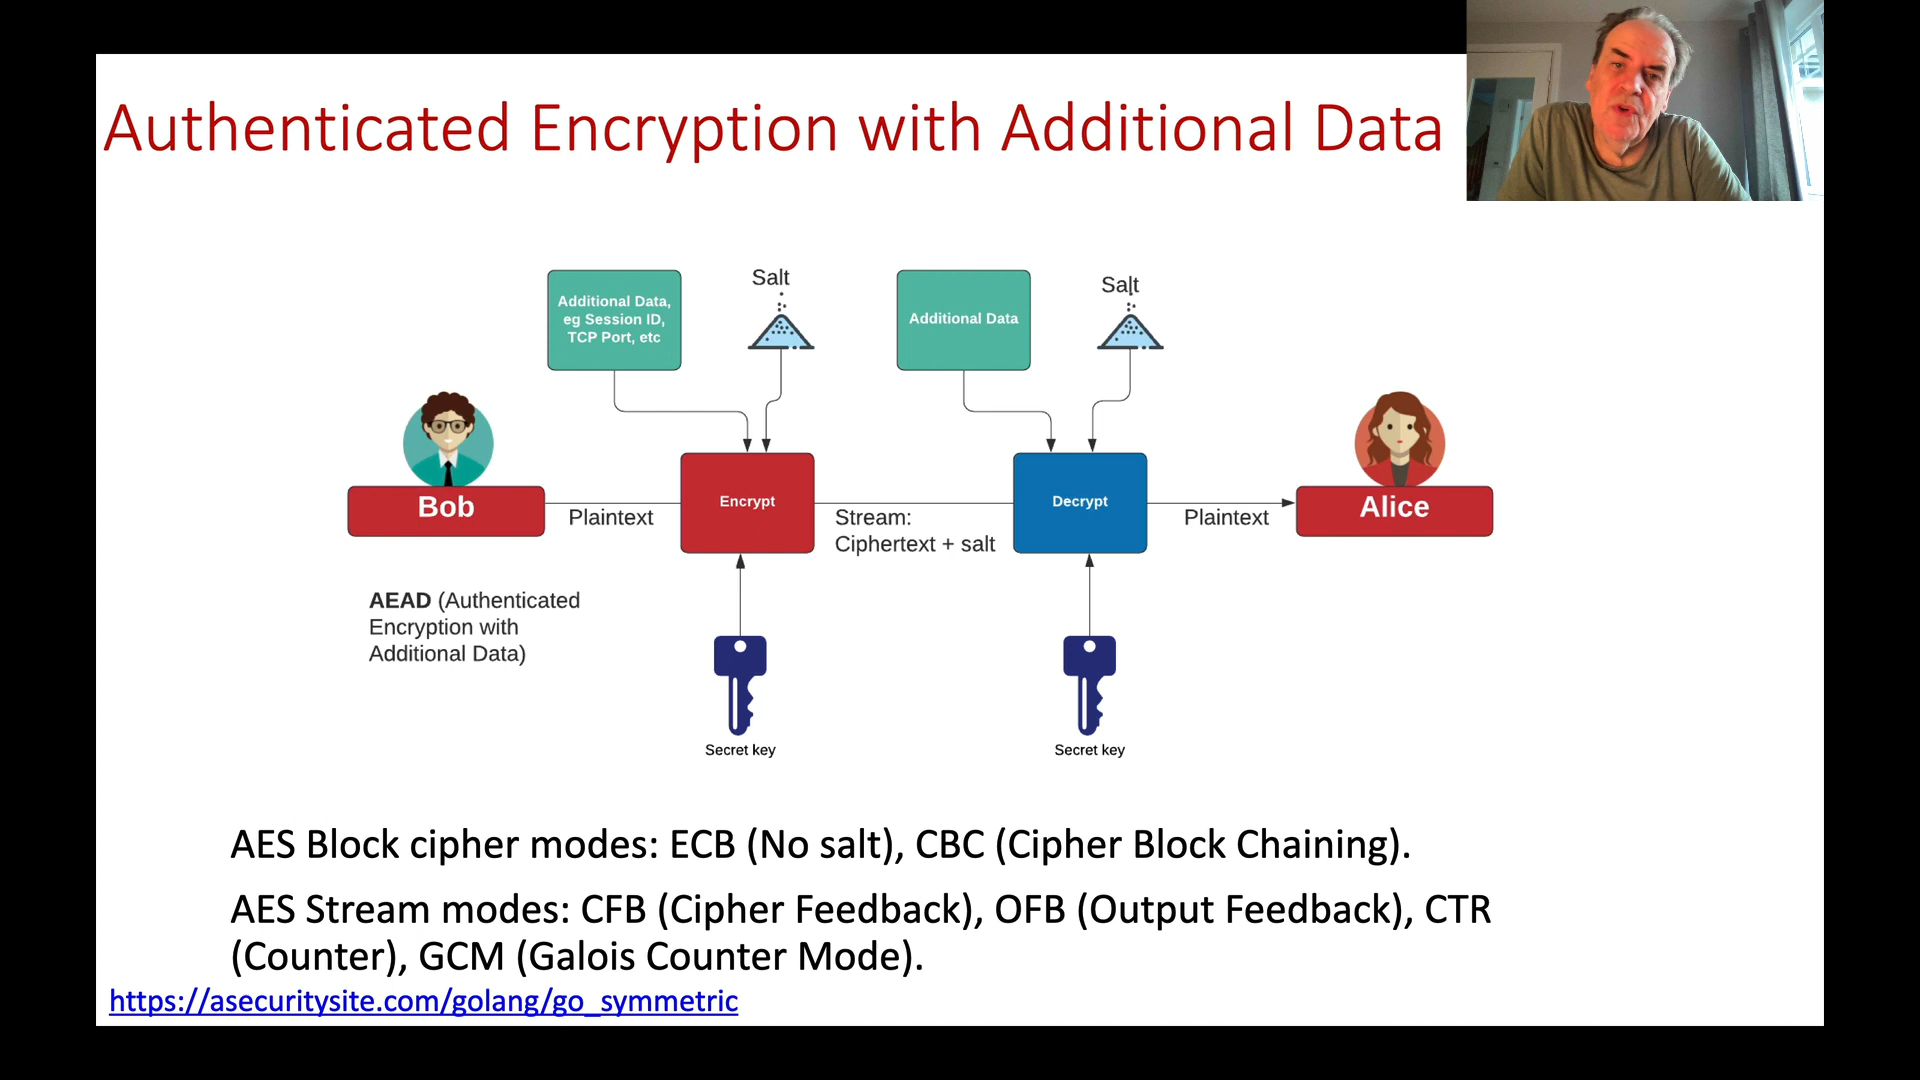 Authenticated Encryption with Additional Data
Additional Data,
eg Session ID,
TCP Port, etc
Salt
Additional Data
Salt
Bob
Plaintext
Encrypt
Stream:
Ciphertext + salt
Decrypt
Plaintext
Alice
AEAD (Authenticated
Encryption with
Additional Data)
Secret key
Secret key
AES Block cipher modes: ECB (No salt), CBC (Cipher Block Chaining).
AES Stream modes: CFB (Cipher Feedback), OFB (Output Feedback), CTR
(Counter), GCM (Galois Counter Mode).
https://asecuritysite.com/golang/go_symmetric